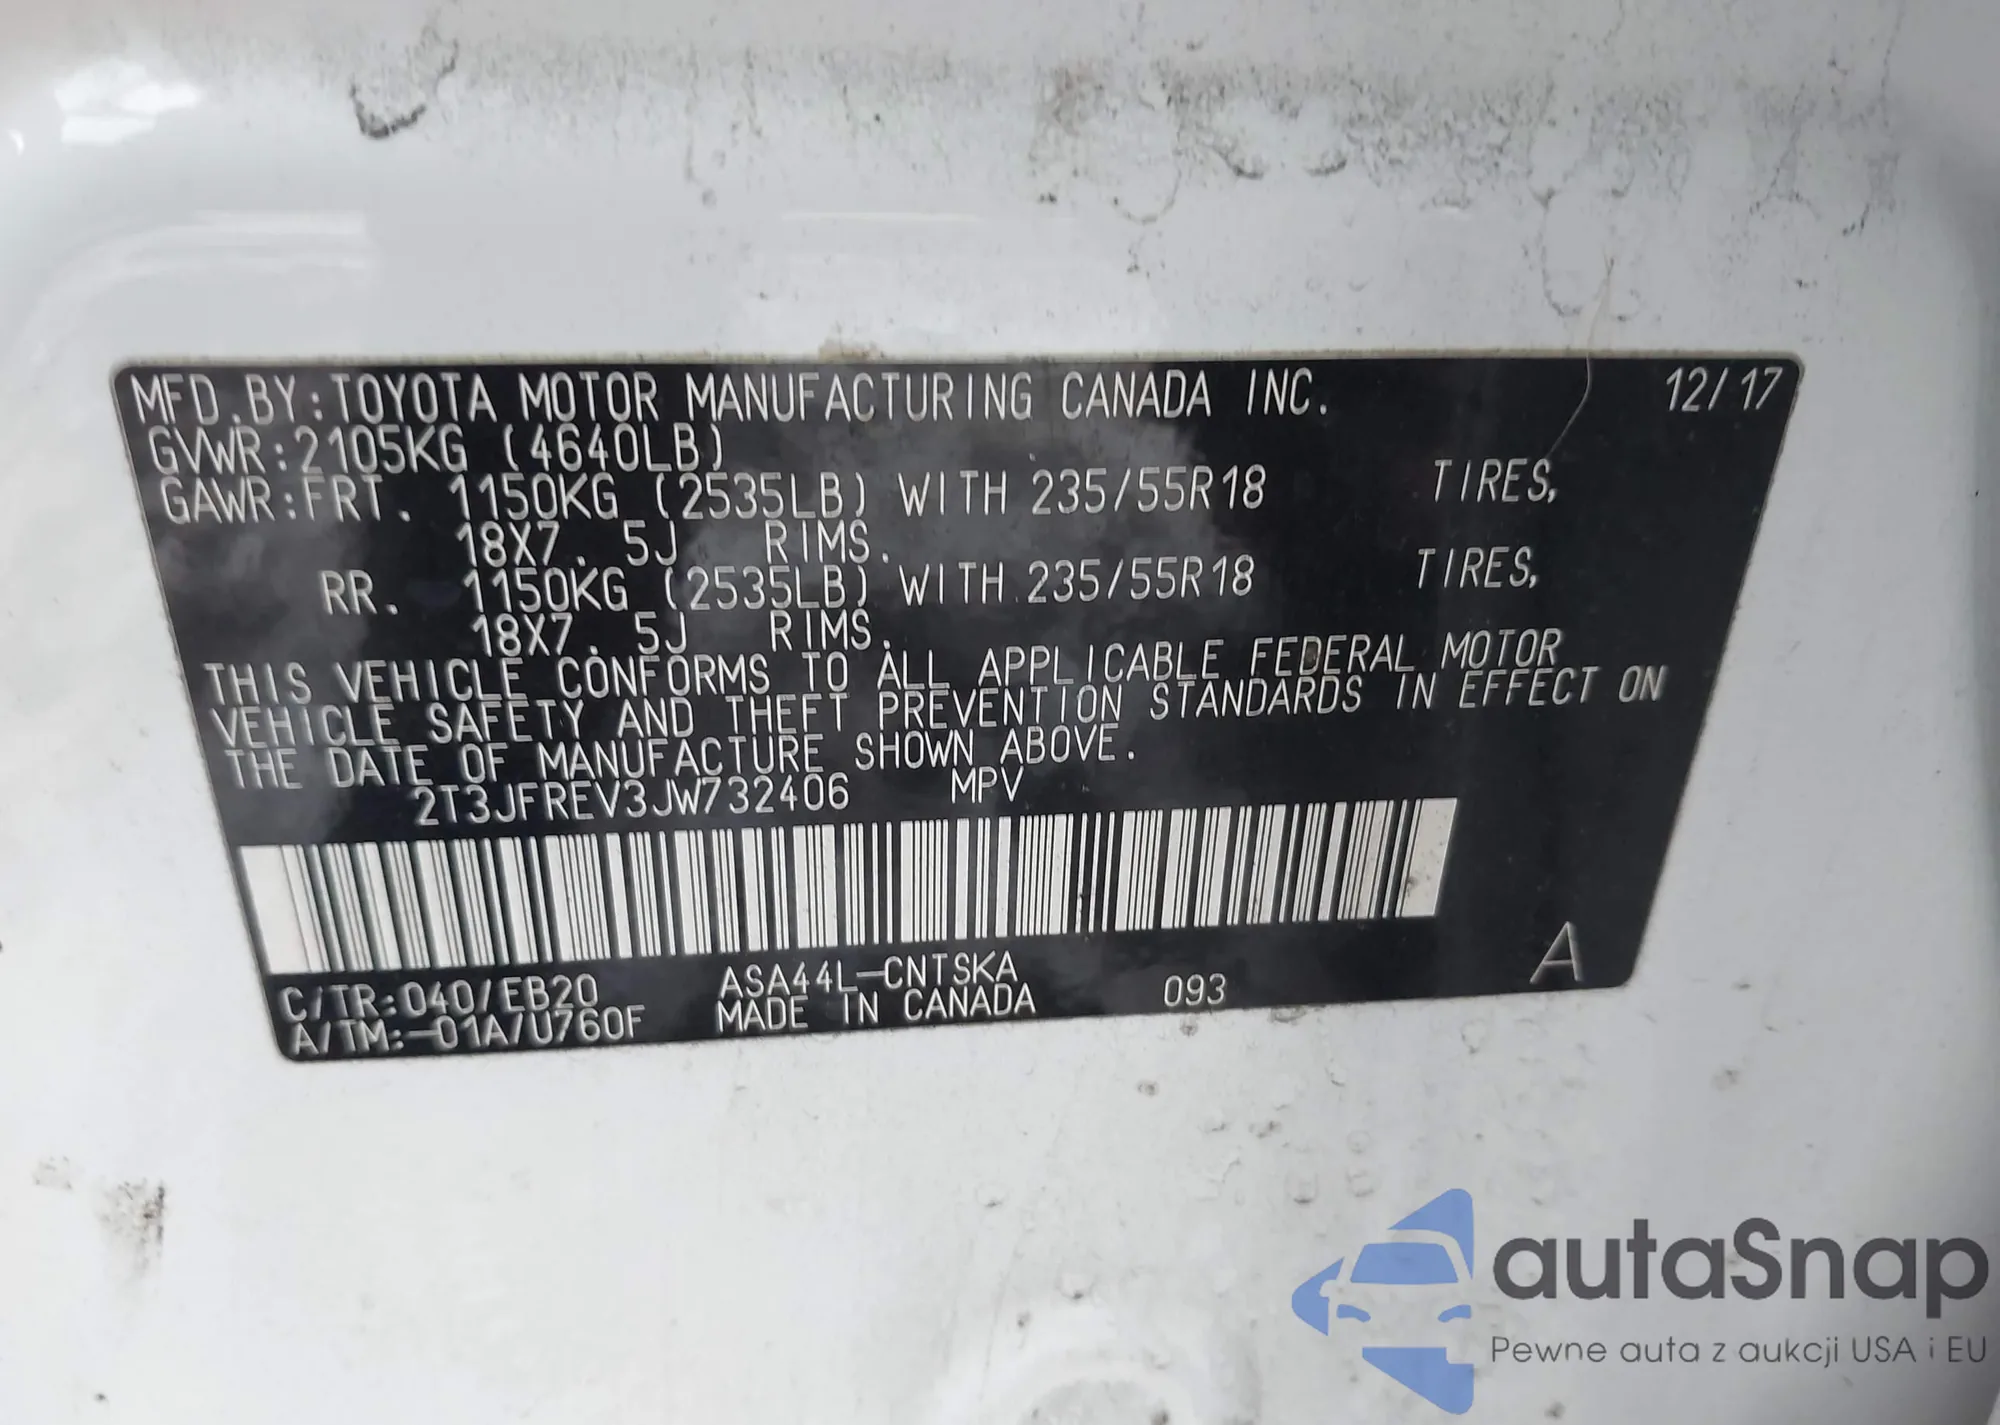 MFD.BY:TOYOTA MOTOR MANUFACTURING CANADA INC. 12/17
GVWR:2105KG (4640LB)
GAWR:FRT. 1150KG (2535LB) WITH 235/55R18 TIRES,
18X7.5J RIMS.
RR. 1150KG (2535LB) WITH 235/55R18 TIRES,
18X7.5J RIMS.
THIS VEHICLE CONFORMS TO ALL APPLICABLE FEDERAL MOTOR
VEHICLE SAFETY AND THEFT PREVENTION STANDARDS IN EFFECT ON
THE DATE OF MANUFACTURE SHOWN ABOVE.
2T3JFREV3JW732406 MPV
C/TR:040/EB20 ASA44L-CNTSKA 093 A
A/TM:-01A/U760F MADE IN CANADA
autaSnap
Pewne auta z aukcji USA i EU